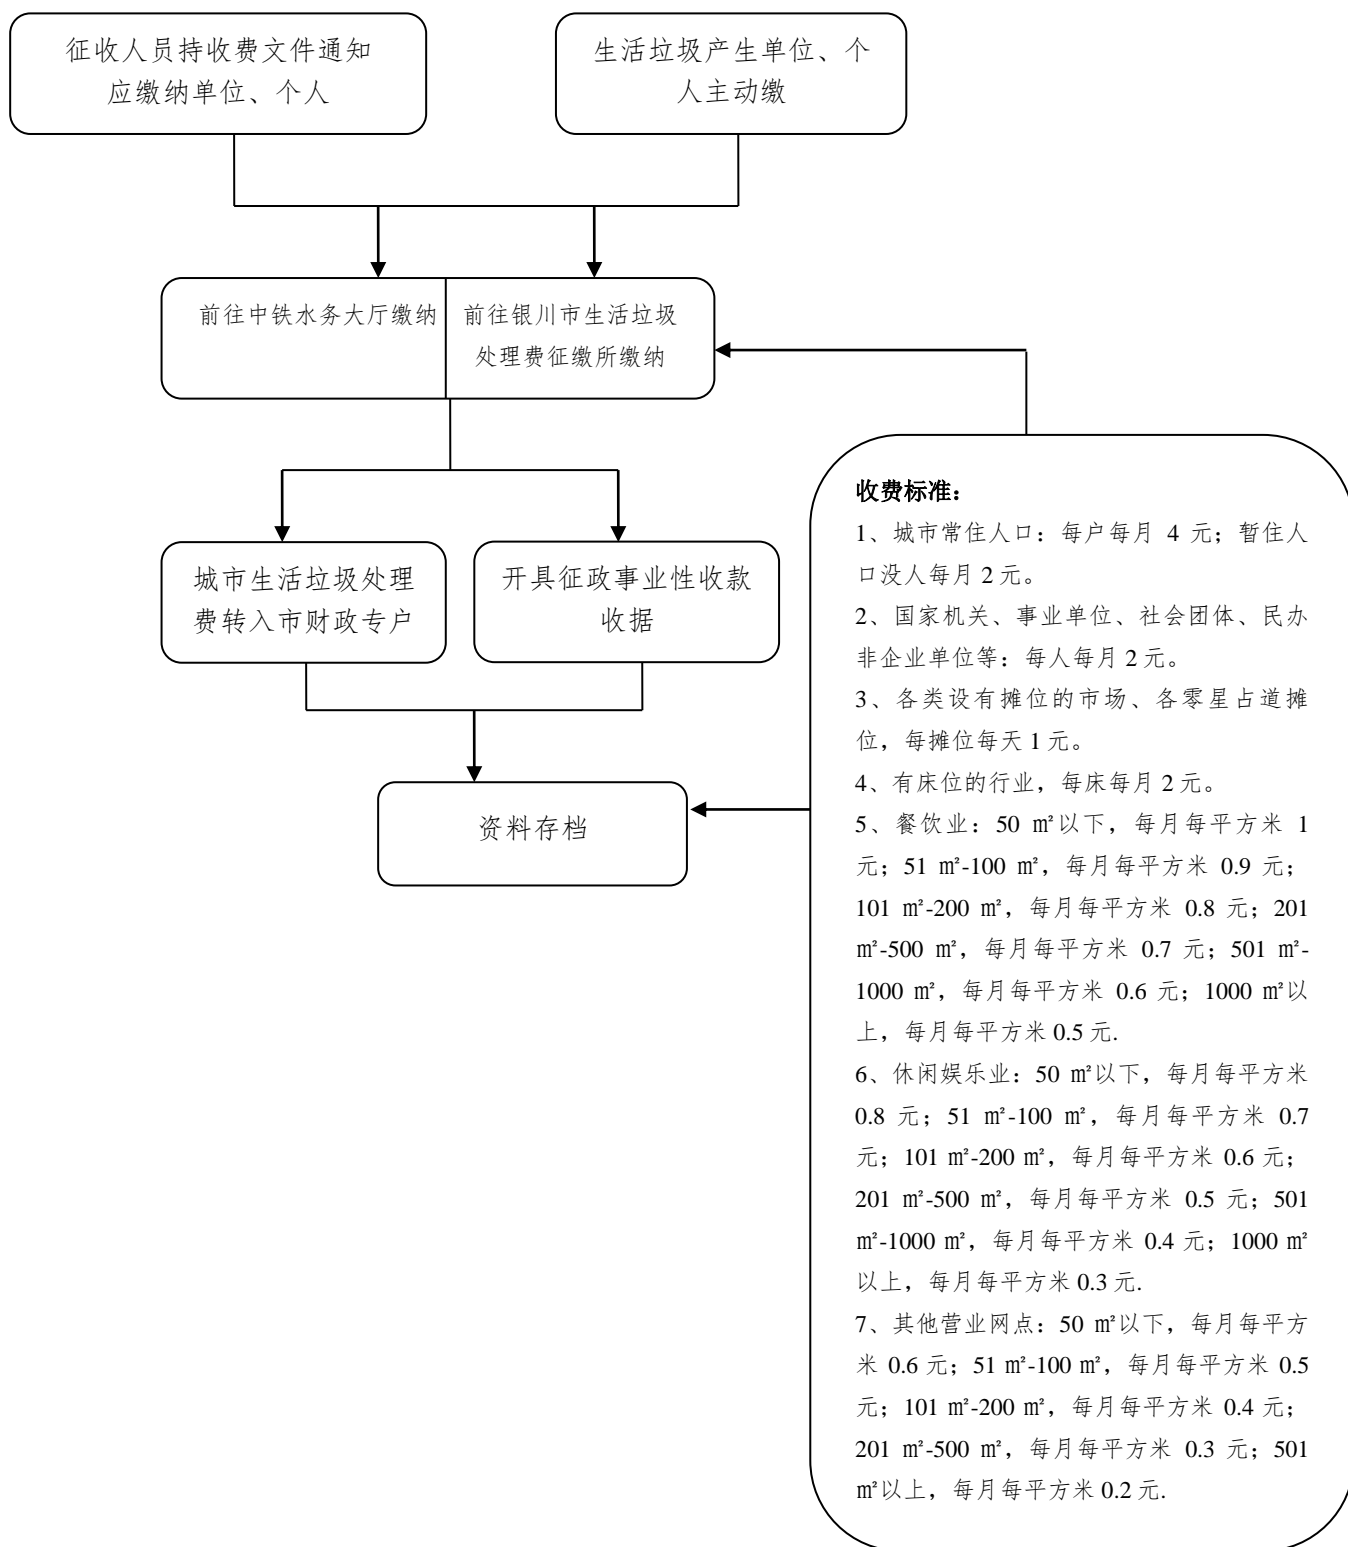 征收人员持收费文件通知
应缴纳单位、个人
生活垃圾产生单位、个
人主动缴
前往中铁水务大厅缴纳
前往银川市生活垃圾
处理费征缴所缴纳
城市生活垃圾处理
费转入市财政专户
开具征政事业性收款
收据
资料存档
收费标准：
1、城市常住人口：每户每月 4 元；暂住人
口没人每月 2 元。
2、国家机关、事业单位、社会团体、民办
非企业单位等：每人每月 2 元。
3、各类设有摊位的市场、各零星占道摊
位，每摊位每天 1 元。
4、有床位的行业，每床每月 2 元。
5、餐饮业：50 ㎡以下，每月每平方米 1
元；51 ㎡-100 ㎡，每月每平方米 0.9 元；
101 ㎡-200 ㎡，每月每平方米 0.8 元；201
㎡-500 ㎡，每月每平方米 0.7 元；501 ㎡-
1000 ㎡，每月每平方米 0.6 元；1000 ㎡以
上，每月每平方米 0.5 元.
6、休闲娱乐业：50 ㎡以下，每月每平方米
0.8 元；51 ㎡-100 ㎡，每月每平方米 0.7
元；101 ㎡-200 ㎡，每月每平方米 0.6 元；
201 ㎡-500 ㎡，每月每平方米 0.5 元；501
㎡-1000 ㎡，每月每平方米 0.4 元；1000 ㎡
以上，每月每平方米 0.3 元.
7、其他营业网点：50 ㎡以下，每月每平方
米 0.6 元；51 ㎡-100 ㎡，每月每平方米 0.5
元；101 ㎡-200 ㎡，每月每平方米 0.4 元；
201 ㎡-500 ㎡，每月每平方米 0.3 元；501
㎡以上，每月每平方米 0.2 元.